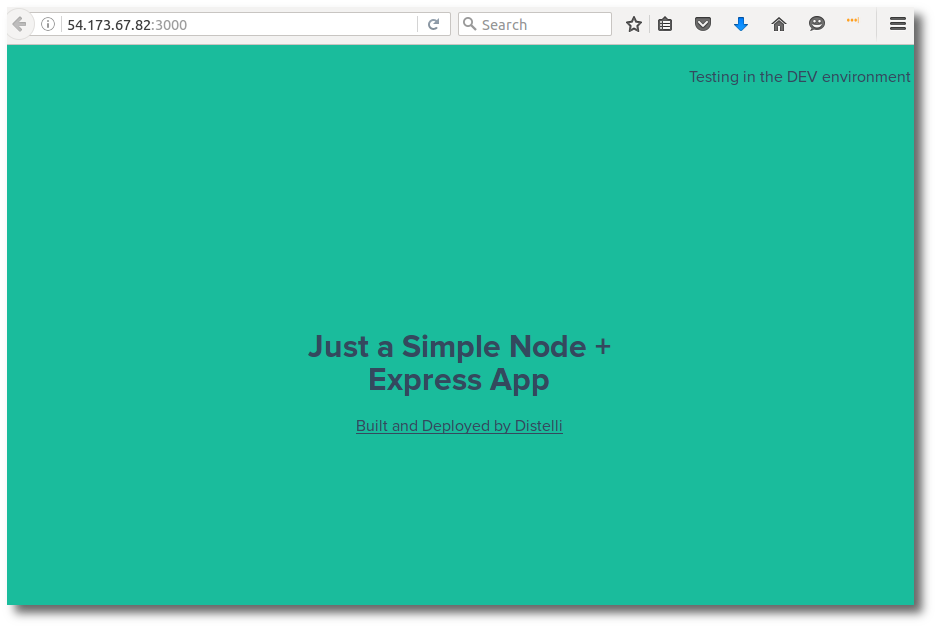 54.173.67.82:3000
Search
Testing in the DEV environment
Just a Simple Node +
Express App
Built and Deployed by Distelli